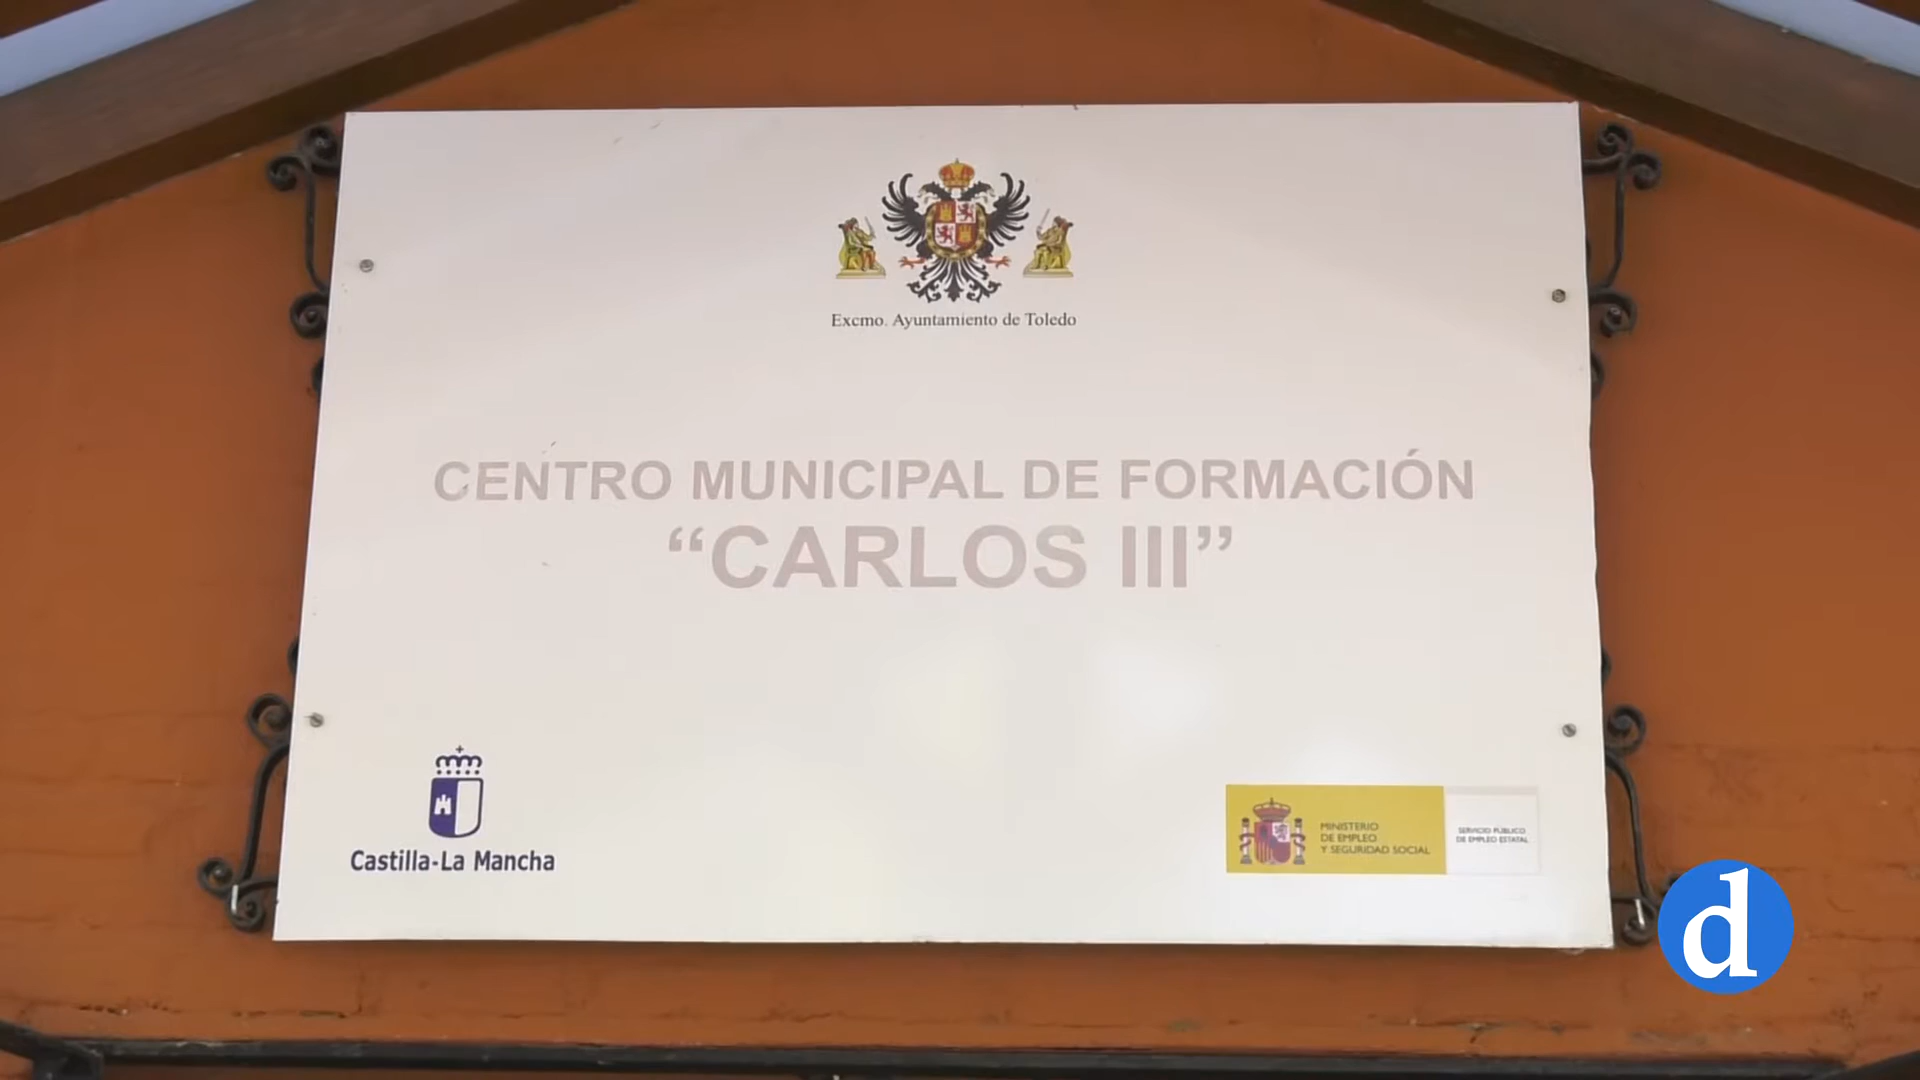 Excmo. Ayuntamiento de Toledo
CENTRO MUNICIPAL DE FORMACIÓN
“CARLOS III”
Castilla-La Mancha
MINISTERIO
DE EMPLEO
Y SEGURIDAD SOCIAL
SERVICIO PÚBLICO
DE EMPLEO ESTATAL
d